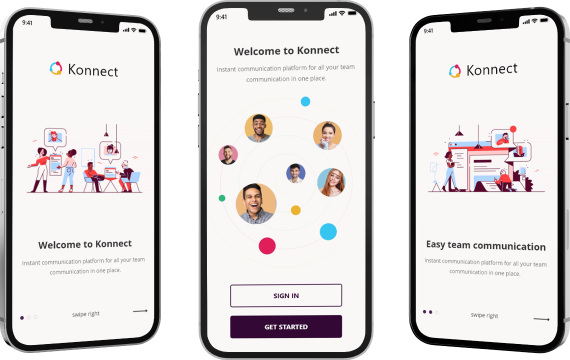 9:41
Konnect
Welcome to Konnect
Instant communication platform for all your team
communication in one place.
swipe right
9:41
Welcome to Konnect
Instant communication platform for all your team
communication in one place.
SIGN IN
GET STARTED
9:41
Konnect
Easy team communication
Instant communication platform for all your team
communication in one place.
swipe right